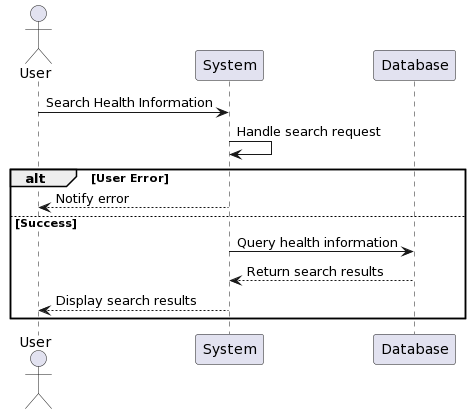 User
System
Database
Search Health Information
Handle search request
alt
[User Error]
Notify error
[Success]
Query health information
Return search results
Display search results
User
System
Database